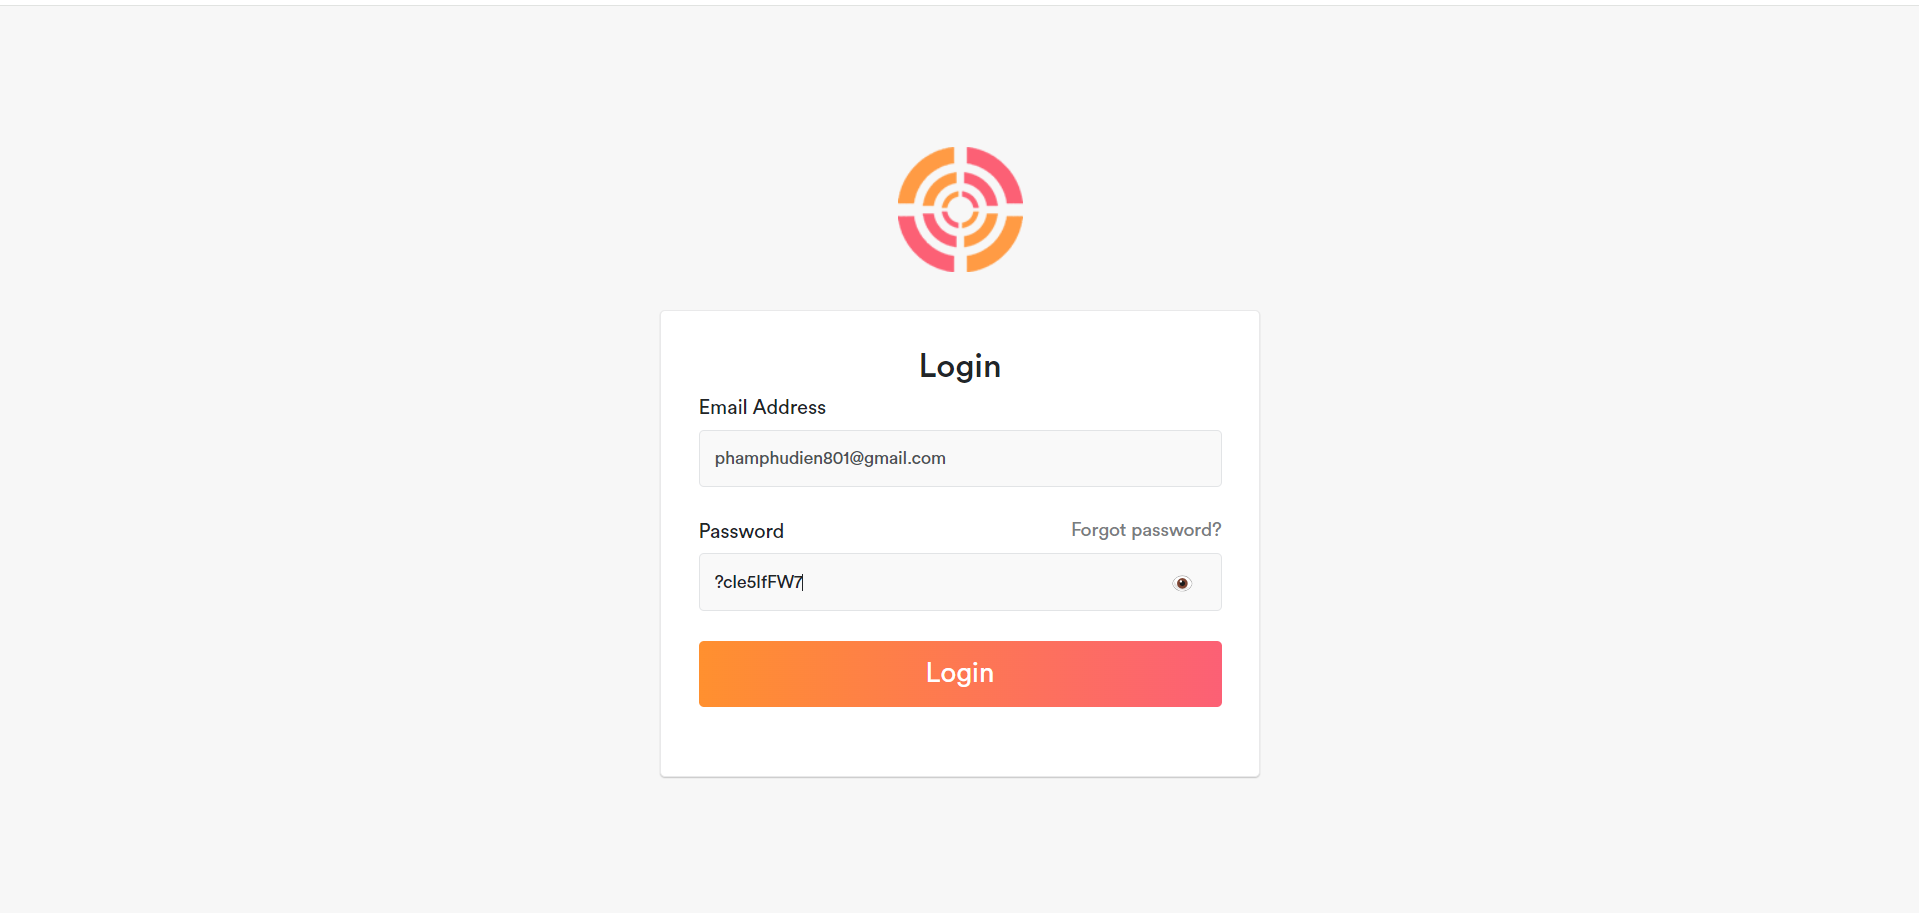 Login
Email Address
phamphudien801@gmail.com
Password
Forgot password?
?cle5lfFW7
Login